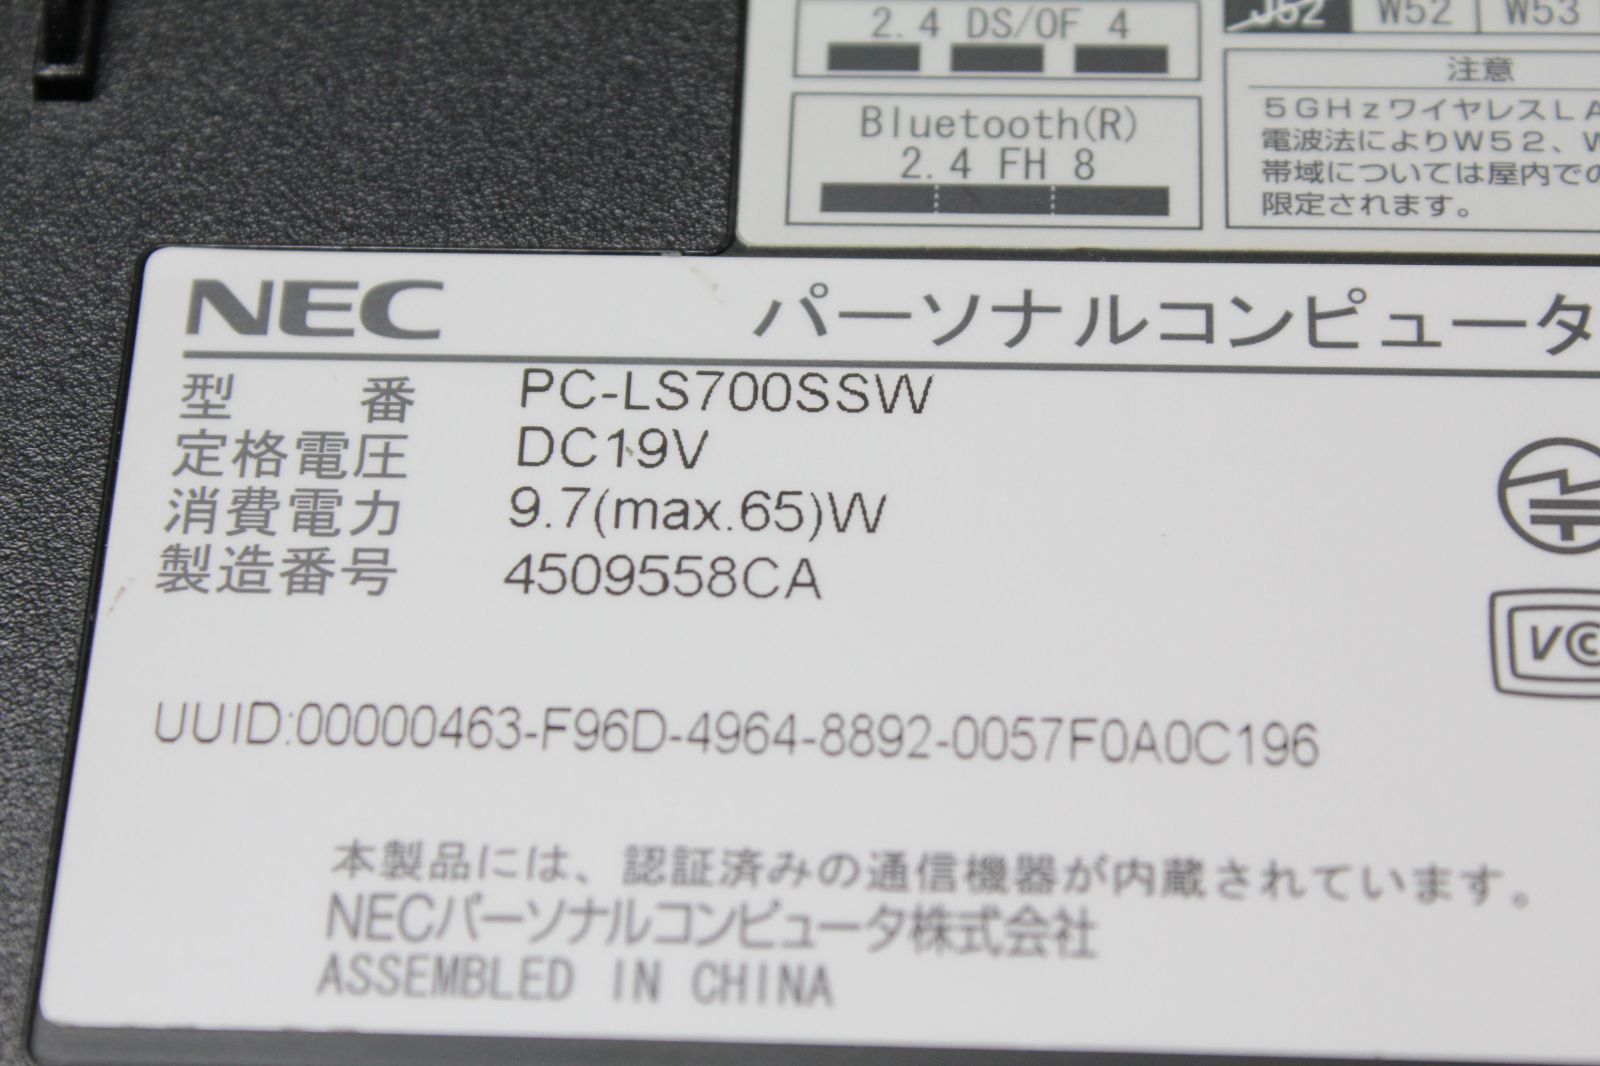 2.4 DS/OF 4
J52 W52 W53
Bluetooth(R)
2.4 FH 8
注意
5GHzワイヤレスLA
電波法によりW52、W
帯域については屋内での
限定されます。
NEC パーソナルコンピュータ
型 番 PC-LS700SSW
定格電圧 DC19V
消費電力 9.7(max.65)W
製造番号 4509558CA
VC
UUID:00000463-F96D-4964-8892-0057F0A0C196
本製品には、認証済みの通信機器が内蔵されています。
NECパーソナルコンピュータ株式会社
ASSEMBLED IN CHINA